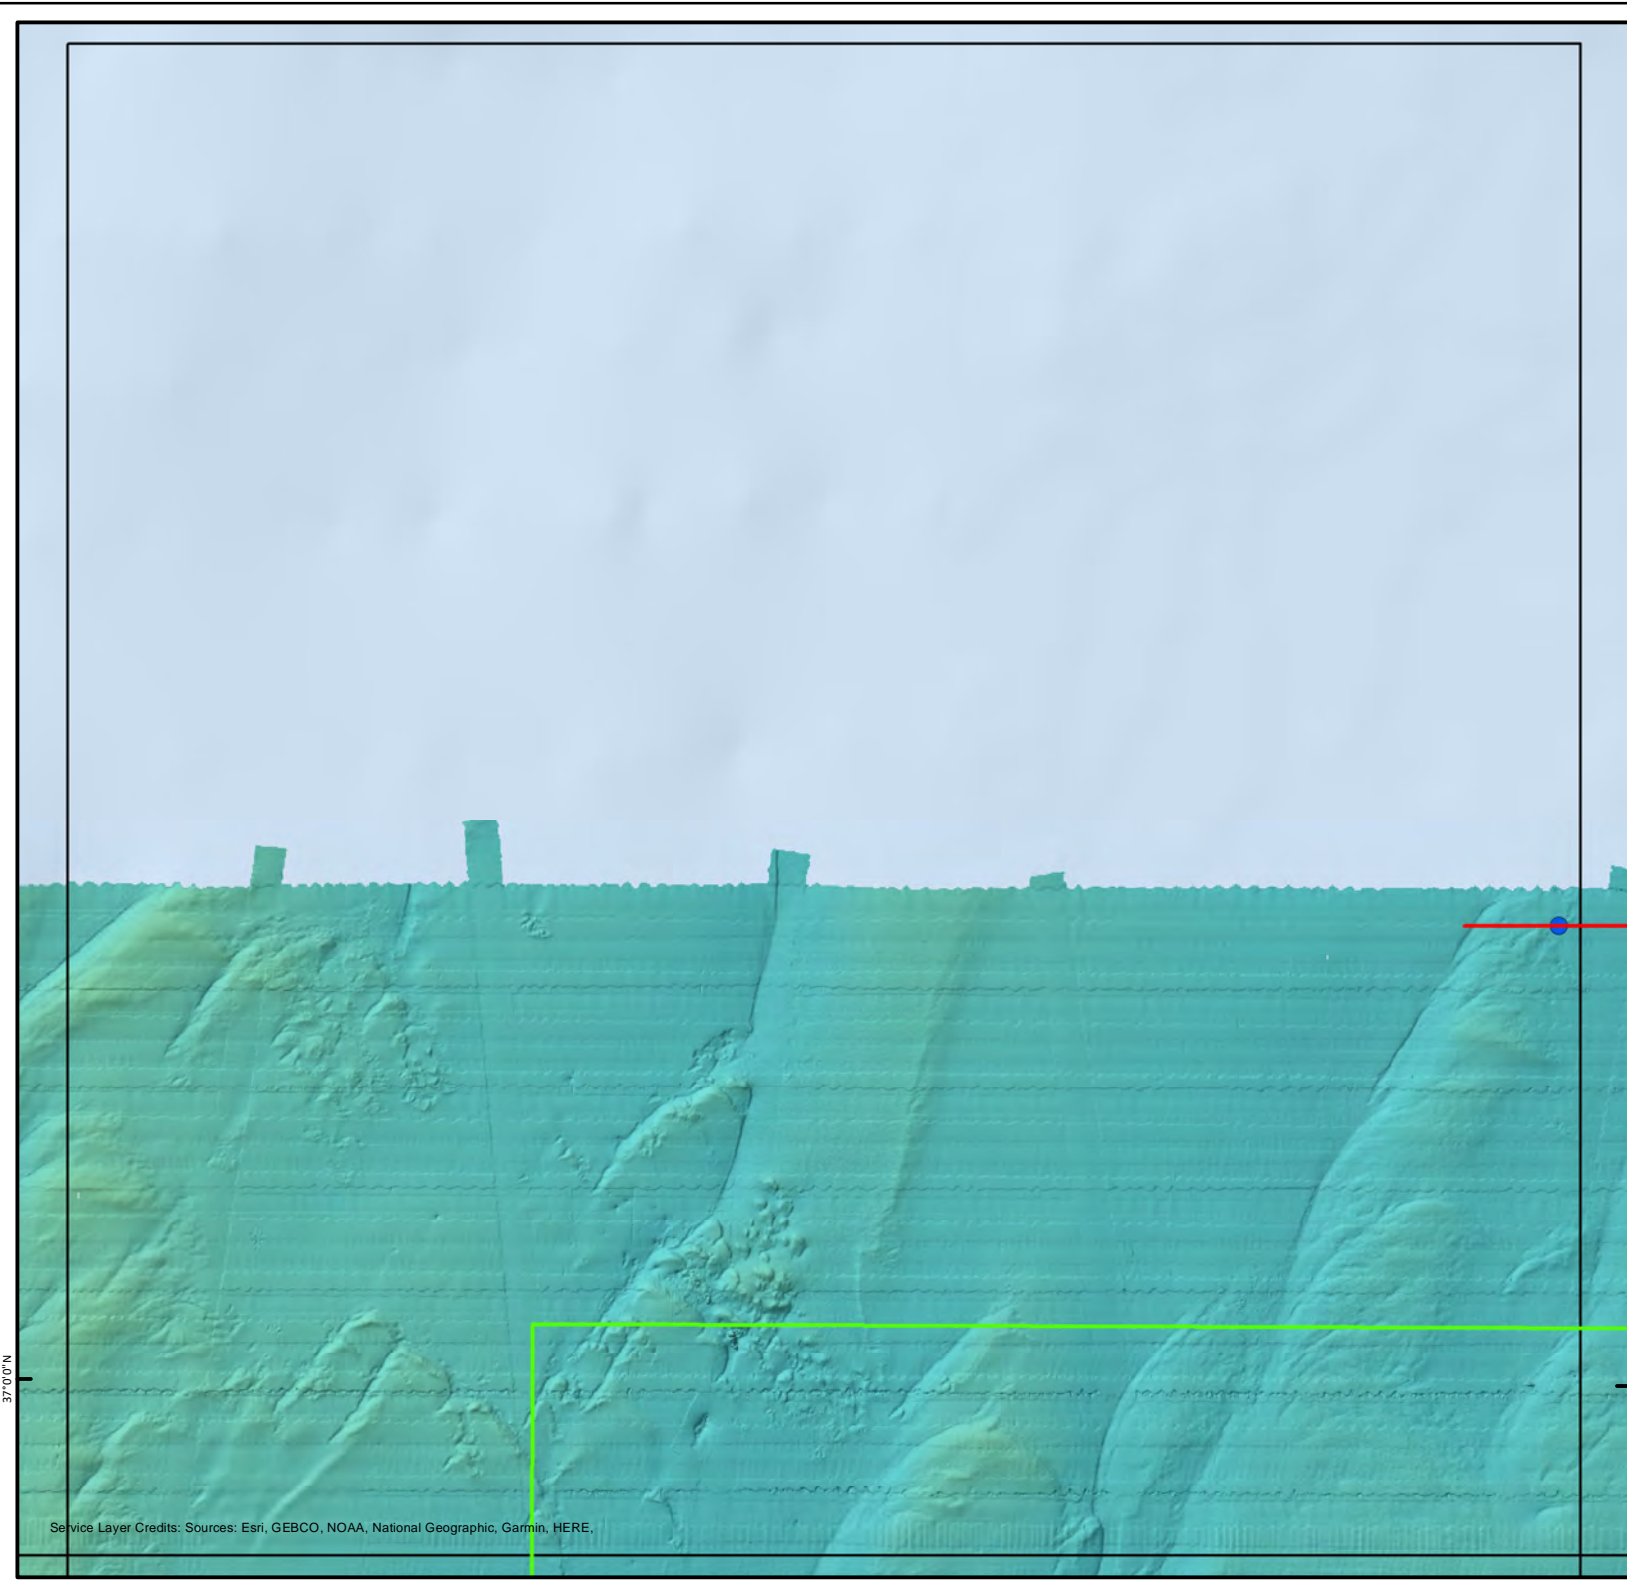 37°0'0"N
Service Layer Credits: Sources: Esri, GEBCO, NOAA, National Geographic, Garmin, HERE,